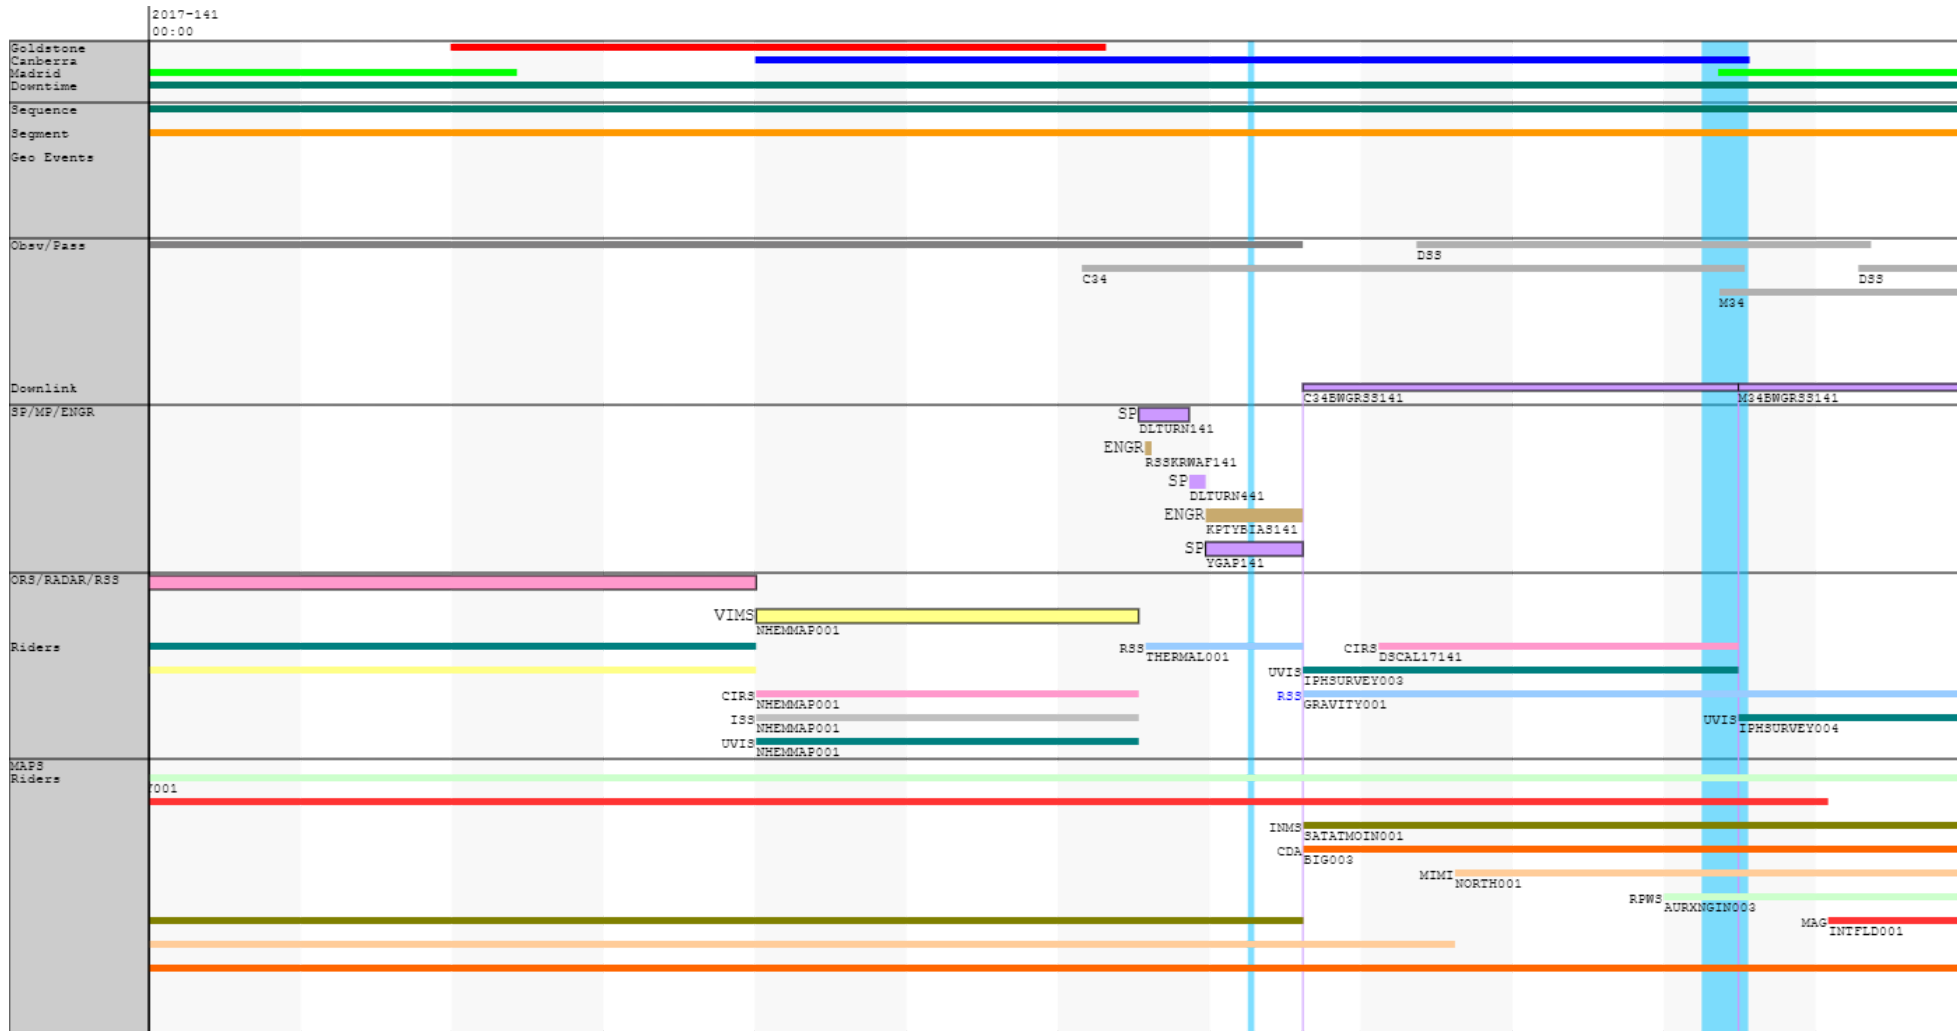 2017-141
00:00
Goldstone
Canberra
Madrid
Downtime
Sequence
Segment
Geo Events
Obsv/Pass
DSS
C34
DSS
M34
Downlink
C34BWGRSS141
M34BWGRSS141
SP/MP/ENGR
SP
DLTURN141
ENGR
RSSKRWAF141
SP
DLTURN441
ENGR
KPTYBIAS141
SP
YGAP141
ORS/RADAR/RSS
VIMS
NHEMMAP001
Riders
RSS
THERMAL001
CIRS
DSCAL17141
UVIS
IPHSURVEY003
CIRS
NHEMMAP001
RSS
GRAVITY001
ISS
NHEMMAP001
UVIS
IPHSURVEY004
UVIS
NHEMMAP001
MAPS
Riders
001
INMS
SATATMOIN001
CDA
BIG003
MIMI
NORTH001
RPWS
AURXNGIN003
MAG
INTFLD001